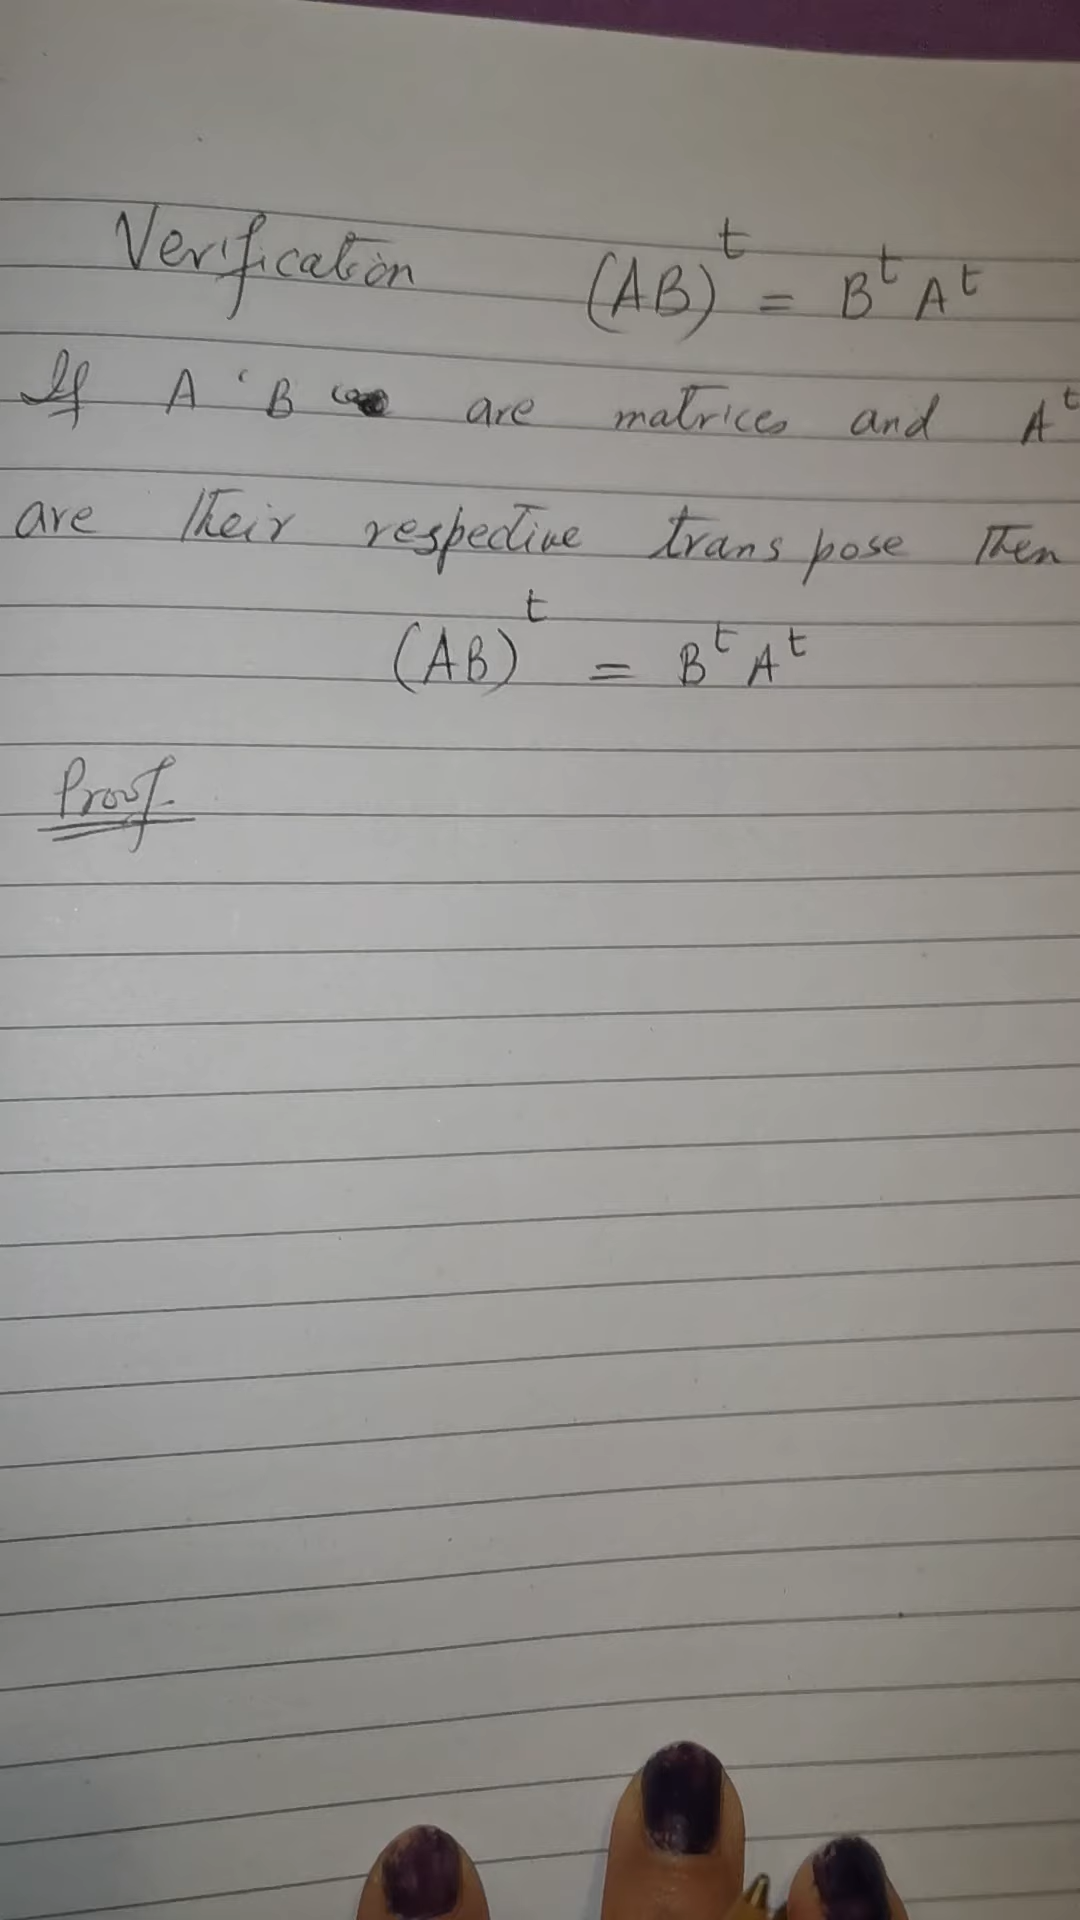 Verification (AB)^t = B^t A^t
If A ' B are matrices and A^t
are their respective transpose Then
(AB)^t = B^t A^t
Proof.